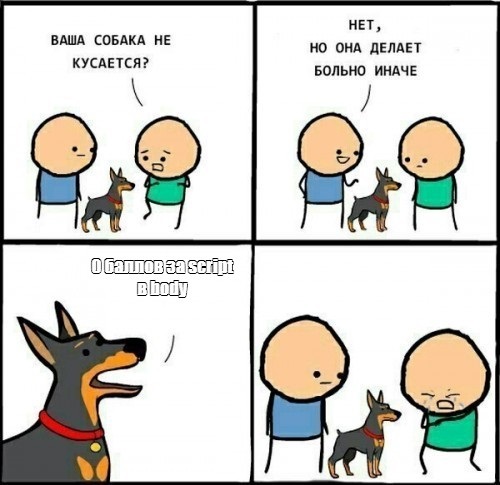 ВАША СОБАКА НЕ
КУСАЕТСЯ?
НЕТ,
НО ОНА ДЕЛАЕТ
БОЛЬНО ИНАЧЕ
0 баллов за script
в body